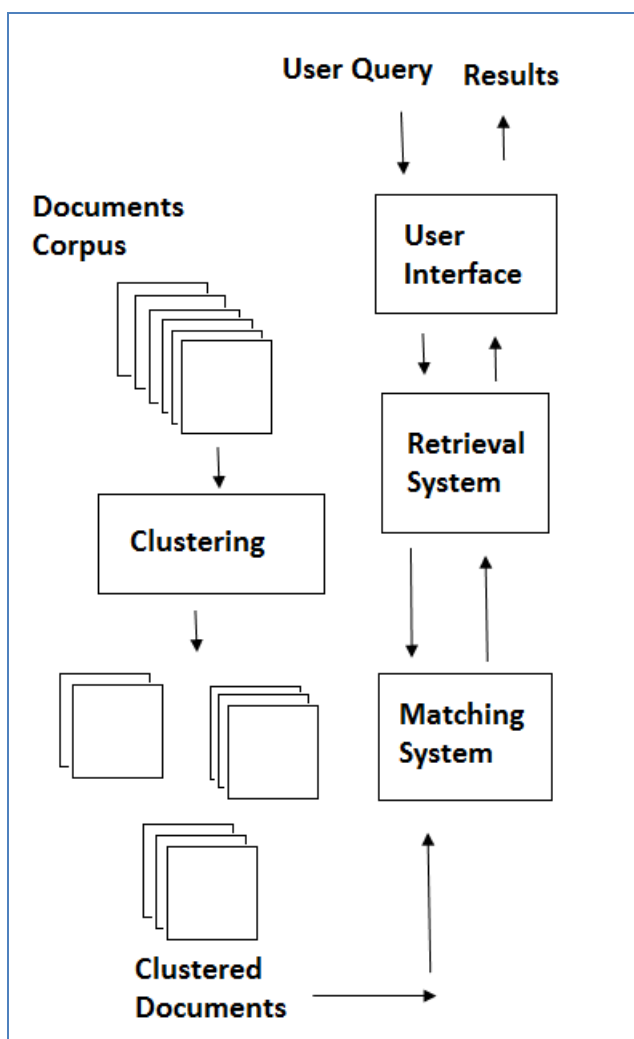 User Query
Results
Documents
Corpus
User
Interface
Retrieval
System
Clustering
Matching
System
Clustered
Documents